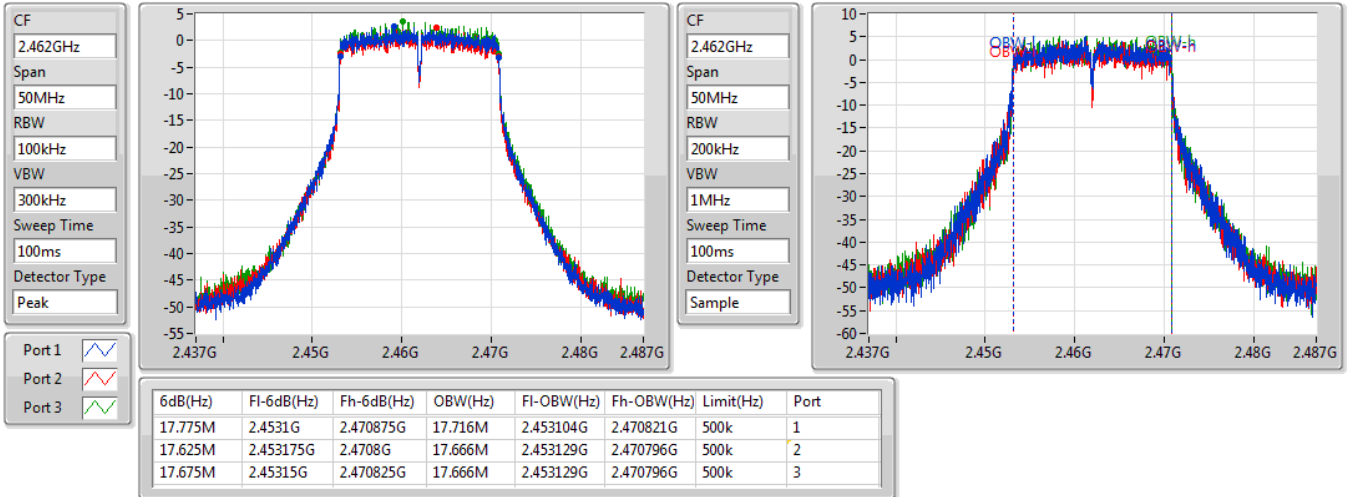 CF
2.462GHz
Span
50MHz
RBW
100kHz
VBW
300kHz
Sweep Time
100ms
Detector Type
Peak
5
0
-5
-10
-15
-20
-25
-30
-35
-40
-45
-50
-55
2.437G 2.45G 2.46G 2.47G 2.48G 2.487G
CF
2.462GHz
Span
50MHz
RBW
200kHz
VBW
1MHz
Sweep Time
100ms
Detector Type
Sample
10
5
0
-5
-10
-15
-20
-25
-30
-35
-40
-45
-50
-55
-60
OBW-h
2.437G 2.45G 2.46G 2.47G 2.48G 2.487G
Port 1
Port 2
Port 3
6dB(Hz) Fl-6dB(Hz) Fh-6dB(Hz) OBW(Hz) Fl-OBW(Hz) Fh-OBW(Hz) Limit(Hz) Port
17.775M 2.4531G 2.470875G 17.716M 2.453104G 2.470821G 500k 1
17.625M 2.453175G 2.4708G 17.666M 2.453129G 2.470796G 500k 2
17.675M 2.45315G 2.470825G 17.666M 2.453129G 2.470796G 500k 3